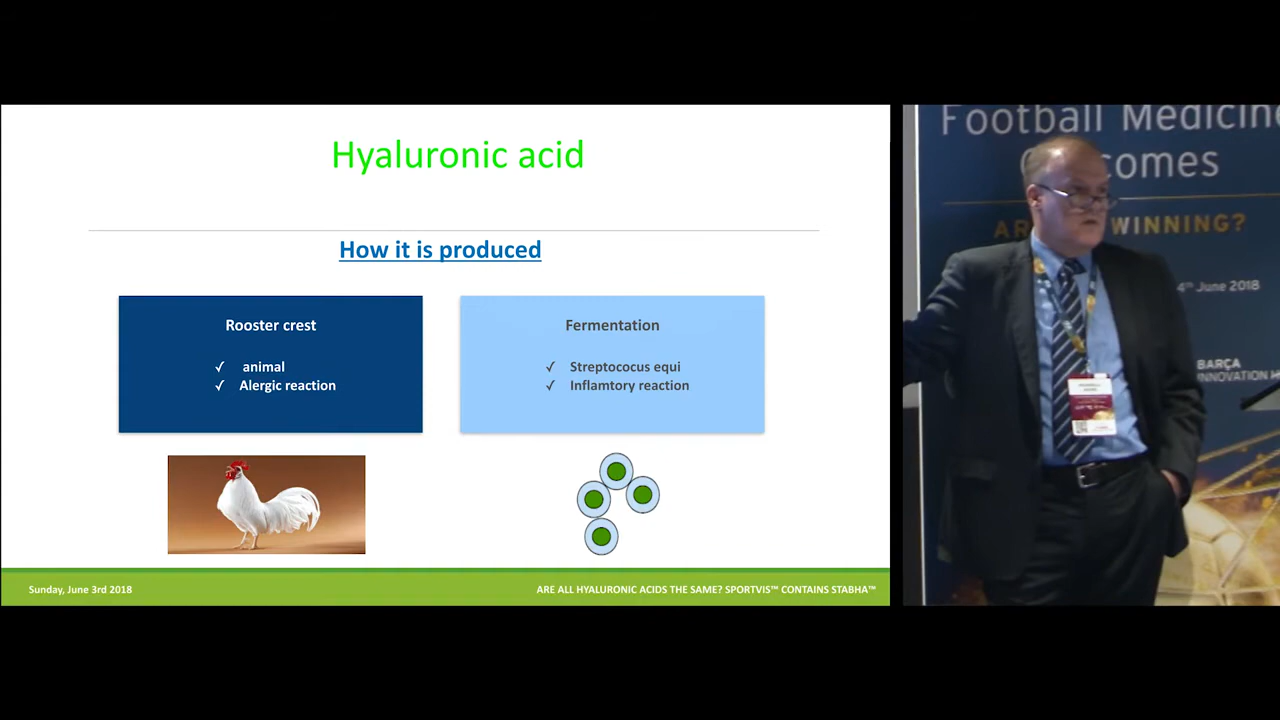 Hyaluronic acid
How it is produced
Rooster crest
✓ animal
✓ Alergic reaction
Fermentation
✓ Streptococus equi
✓ Inflamtory reaction
Sunday, June 3rd 2018
ARE ALL HYALURONIC ACIDS THE SAME? SPORTVIS™ CONTAINS STABHA™
Football Medicine
comes
WINNING?
4th June 2018
BARÇA
INNOVATION H